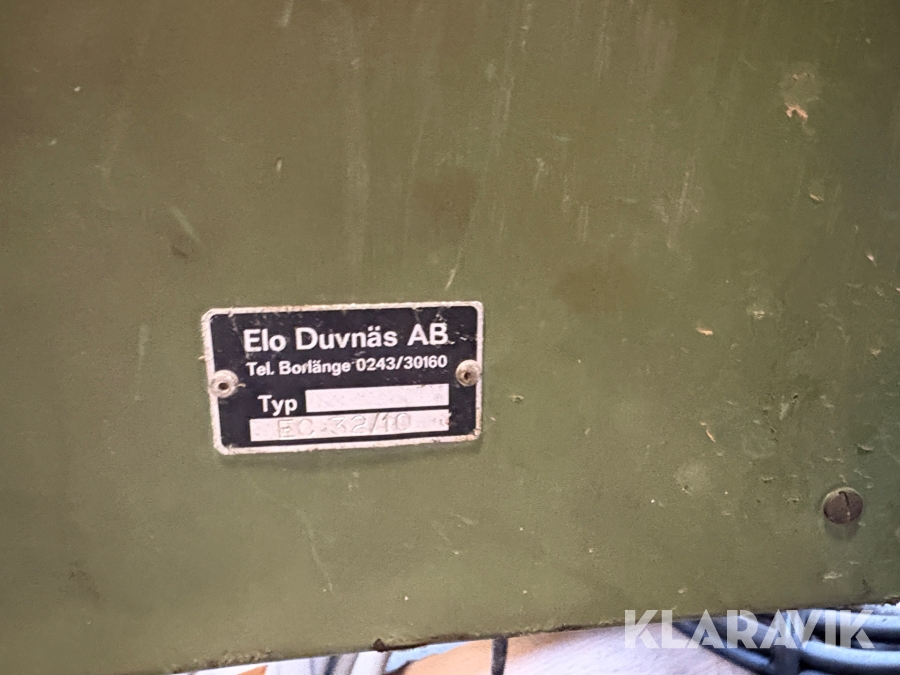 Elo Duvnäs AB
Tel. Borlänge 0243/30160
Typ
EC 32/10
KLARAVIK